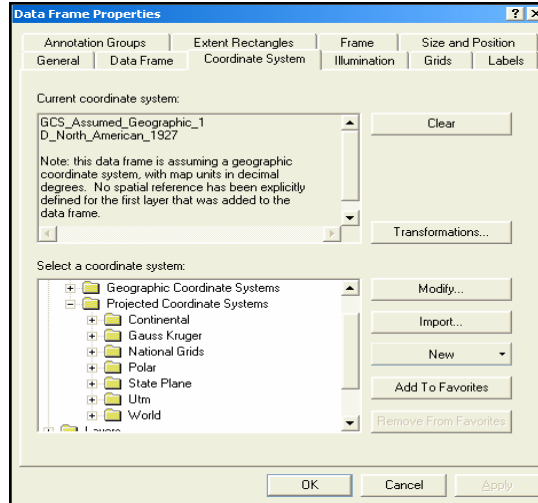 Data Frame Properties
Annotation Groups Extent Rectangles Frame Size and Position
General Data Frame Coordinate System Illumination Grids Labels
Current coordinate system:
GCS_Assumed_Geographic_1
D_North_American_1927
Note: this data frame is assuming a geographic
coordinate system, with map units in decimal
degrees. No spatial reference has been explicitly
defined for the first layer that was added to the
data frame.
Clear
Transformations...
Select a coordinate system:
Geographic Coordinate Systems
Projected Coordinate Systems
Continental
Gauss Kruger
National Grids
Polar
State Plane
Utm
World
Layers
Modify...
Import...
New
Add To Favorites
Remove From Favorites
OK Cancel Apply